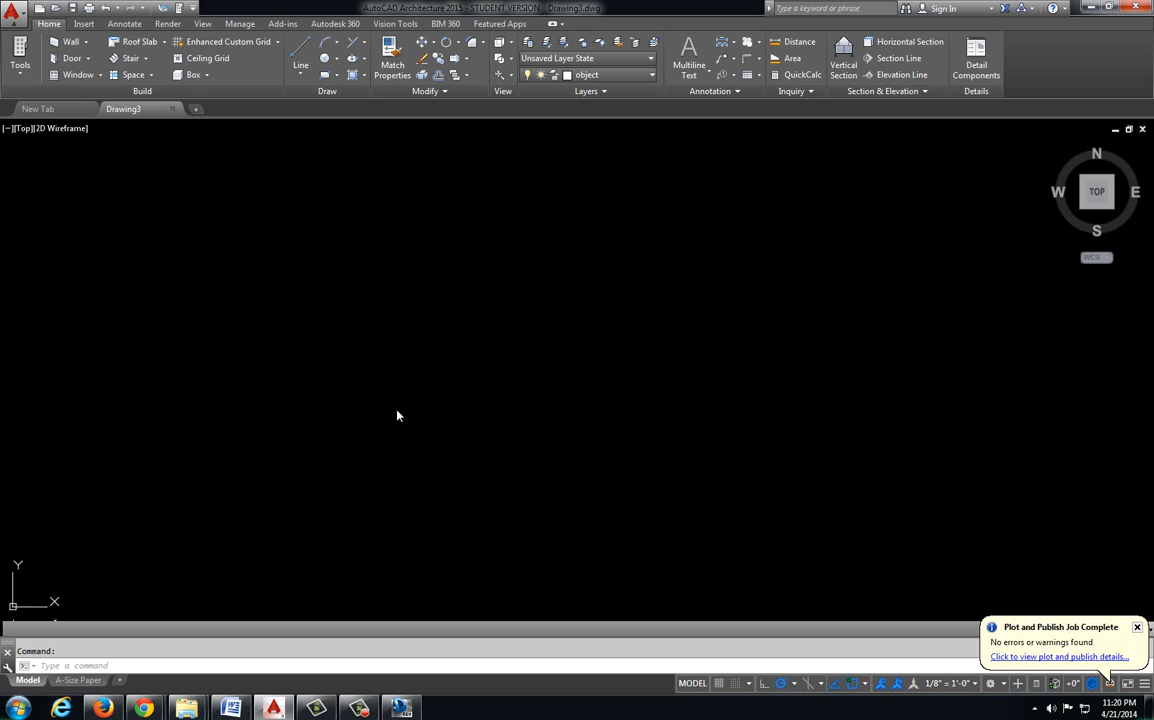 AutoCAD Architecture 2015 - STUDENT VERSION Drawing3.dwg
Type a keyword or phrase
Sign In
Home Insert Annotate Render View Manage Add-ins Autodesk 360 Vision Tools BIM 360 Featured Apps
Wall Roof Slab Enhanced Custom Grid
Door Stair Ceiling Grid
Window Space Box
Tools
Build
Line
Draw
Match Properties
Modify
View
Unsaved Layer State
object
Layers
Multiline Text
Annotation
Distance
Area
QuickCalc
Inquiry
Vertical Section
Horizontal Section
Section Line
Elevation Line
Section & Elevation
Detail Components
Details
New Tab Drawing3
[−][Top][2D Wireframe]
N
W TOP E
S
WCS
Y
X
Plot and Publish Job Complete
No errors or warnings found
Click to view plot and publish details...
Command:
Type a command
Model A-Size Paper +
MODEL 1/8" = 1'-0" +0"
11:20 PM
4/21/2014